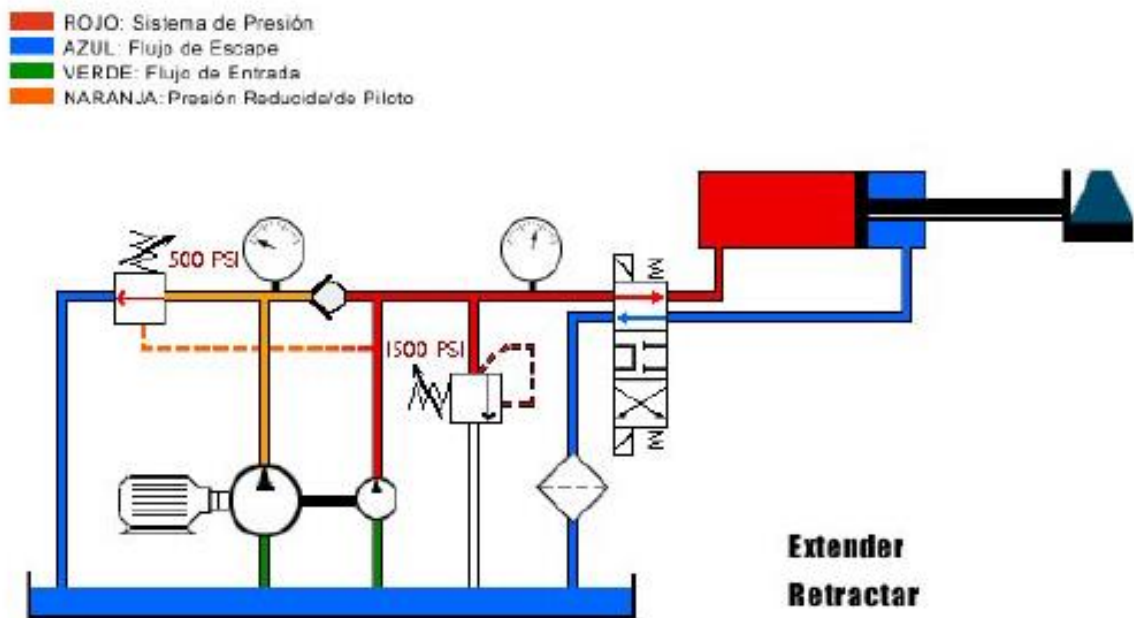 ROJO: Sistema de Presión
AZUL: Flujo de Escape
VERDE: Flujo de Entrada
NARANJA: Presión Reducida/de Piloto
500 PSI
1500 PSI
Extender
Retractar